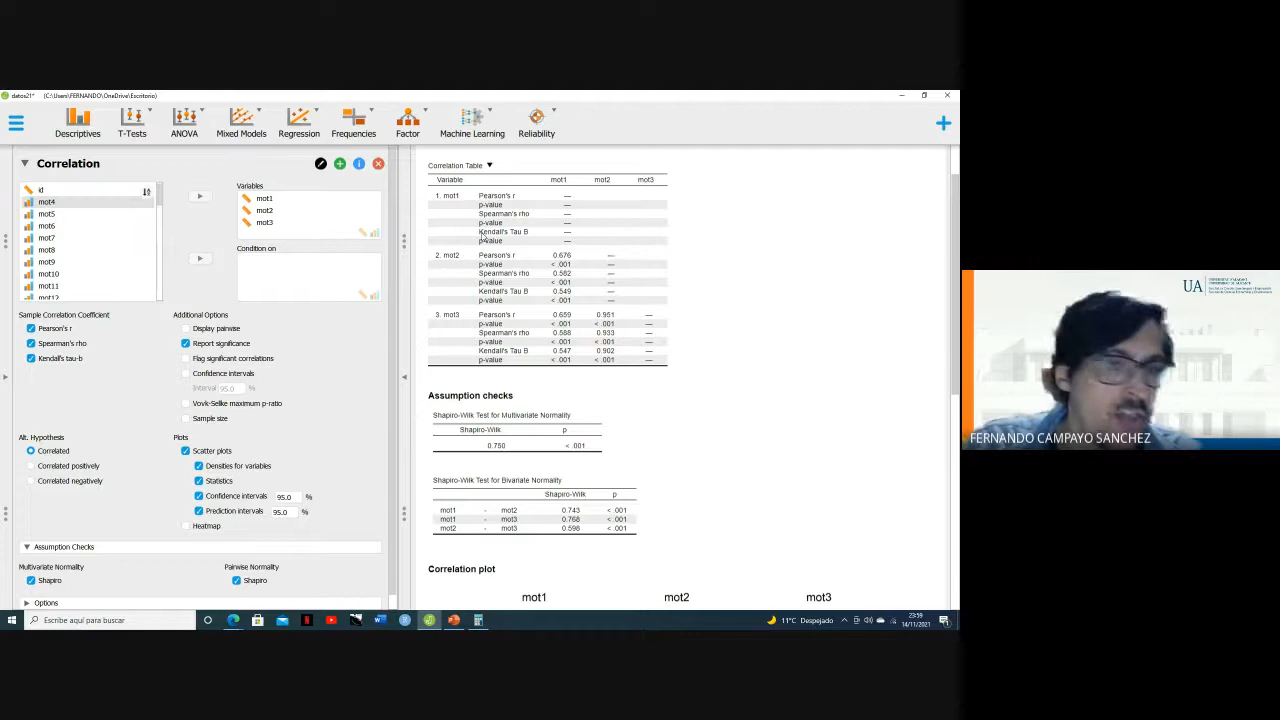 datos21* (C:\Users\FERNANDO\OneDrive\Escritorio)
Descriptives T-Tests ANOVA Mixed Models Regression Frequencies Factor Machine Learning Reliability
Correlation
id
mot4
mot5
mot6
mot7
mot8
mot9
mot10
mot11
mot12
Variables
mot1
mot2
mot3
Condition on
Sample Correlation Coefficient
Pearson's r
Spearman's rho
Kendall's tau-b
Additional Options
Display pairwise
Report significance
Flag significant correlations
Confidence intervals
Interval 95.0 %
Vovk-Sellke maximum p-ratio
Sample size
Alt. Hypothesis
Correlated
Correlated positively
Correlated negatively
Plots
Scatter plots
Densities for variables
Statistics
Confidence intervals 95.0 %
Prediction intervals 95.0 %
Heatmap
Assumption Checks
Multivariate Normality
Shapiro
Pairwise Normality
Shapiro
Options
Correlation Table
Variable mot1 mot2 mot3
1. mot1 Pearson's r —
p-value —
Spearman's rho —
p-value —
Kendall's Tau B —
p-value —
2. mot2 Pearson's r 0.676 —
p-value < .001 —
Spearman's rho 0.582 —
p-value < .001 —
Kendall's Tau B 0.549 —
p-value < .001 —
3. mot3 Pearson's r 0.659 0.951 —
p-value < .001 < .001 —
Spearman's rho 0.588 0.933 —
p-value < .001 < .001 —
Kendall's Tau B 0.547 0.902 —
p-value < .001 < .001 —
Assumption checks
Shapiro-Wilk Test for Multivariate Normality
Shapiro-Wilk p
0.750 < .001
Shapiro-Wilk Test for Bivariate Normality
Shapiro-Wilk p
mot1 - mot2 0.743 < .001
mot1 - mot3 0.768 < .001
mot2 - mot3 0.598 < .001
Correlation plot
mot1 mot2 mot3
Escribe aquí para buscar
11°C Despejado
23:59
14/11/2021
UA
FERNANDO CAMPAYO SANCHEZ